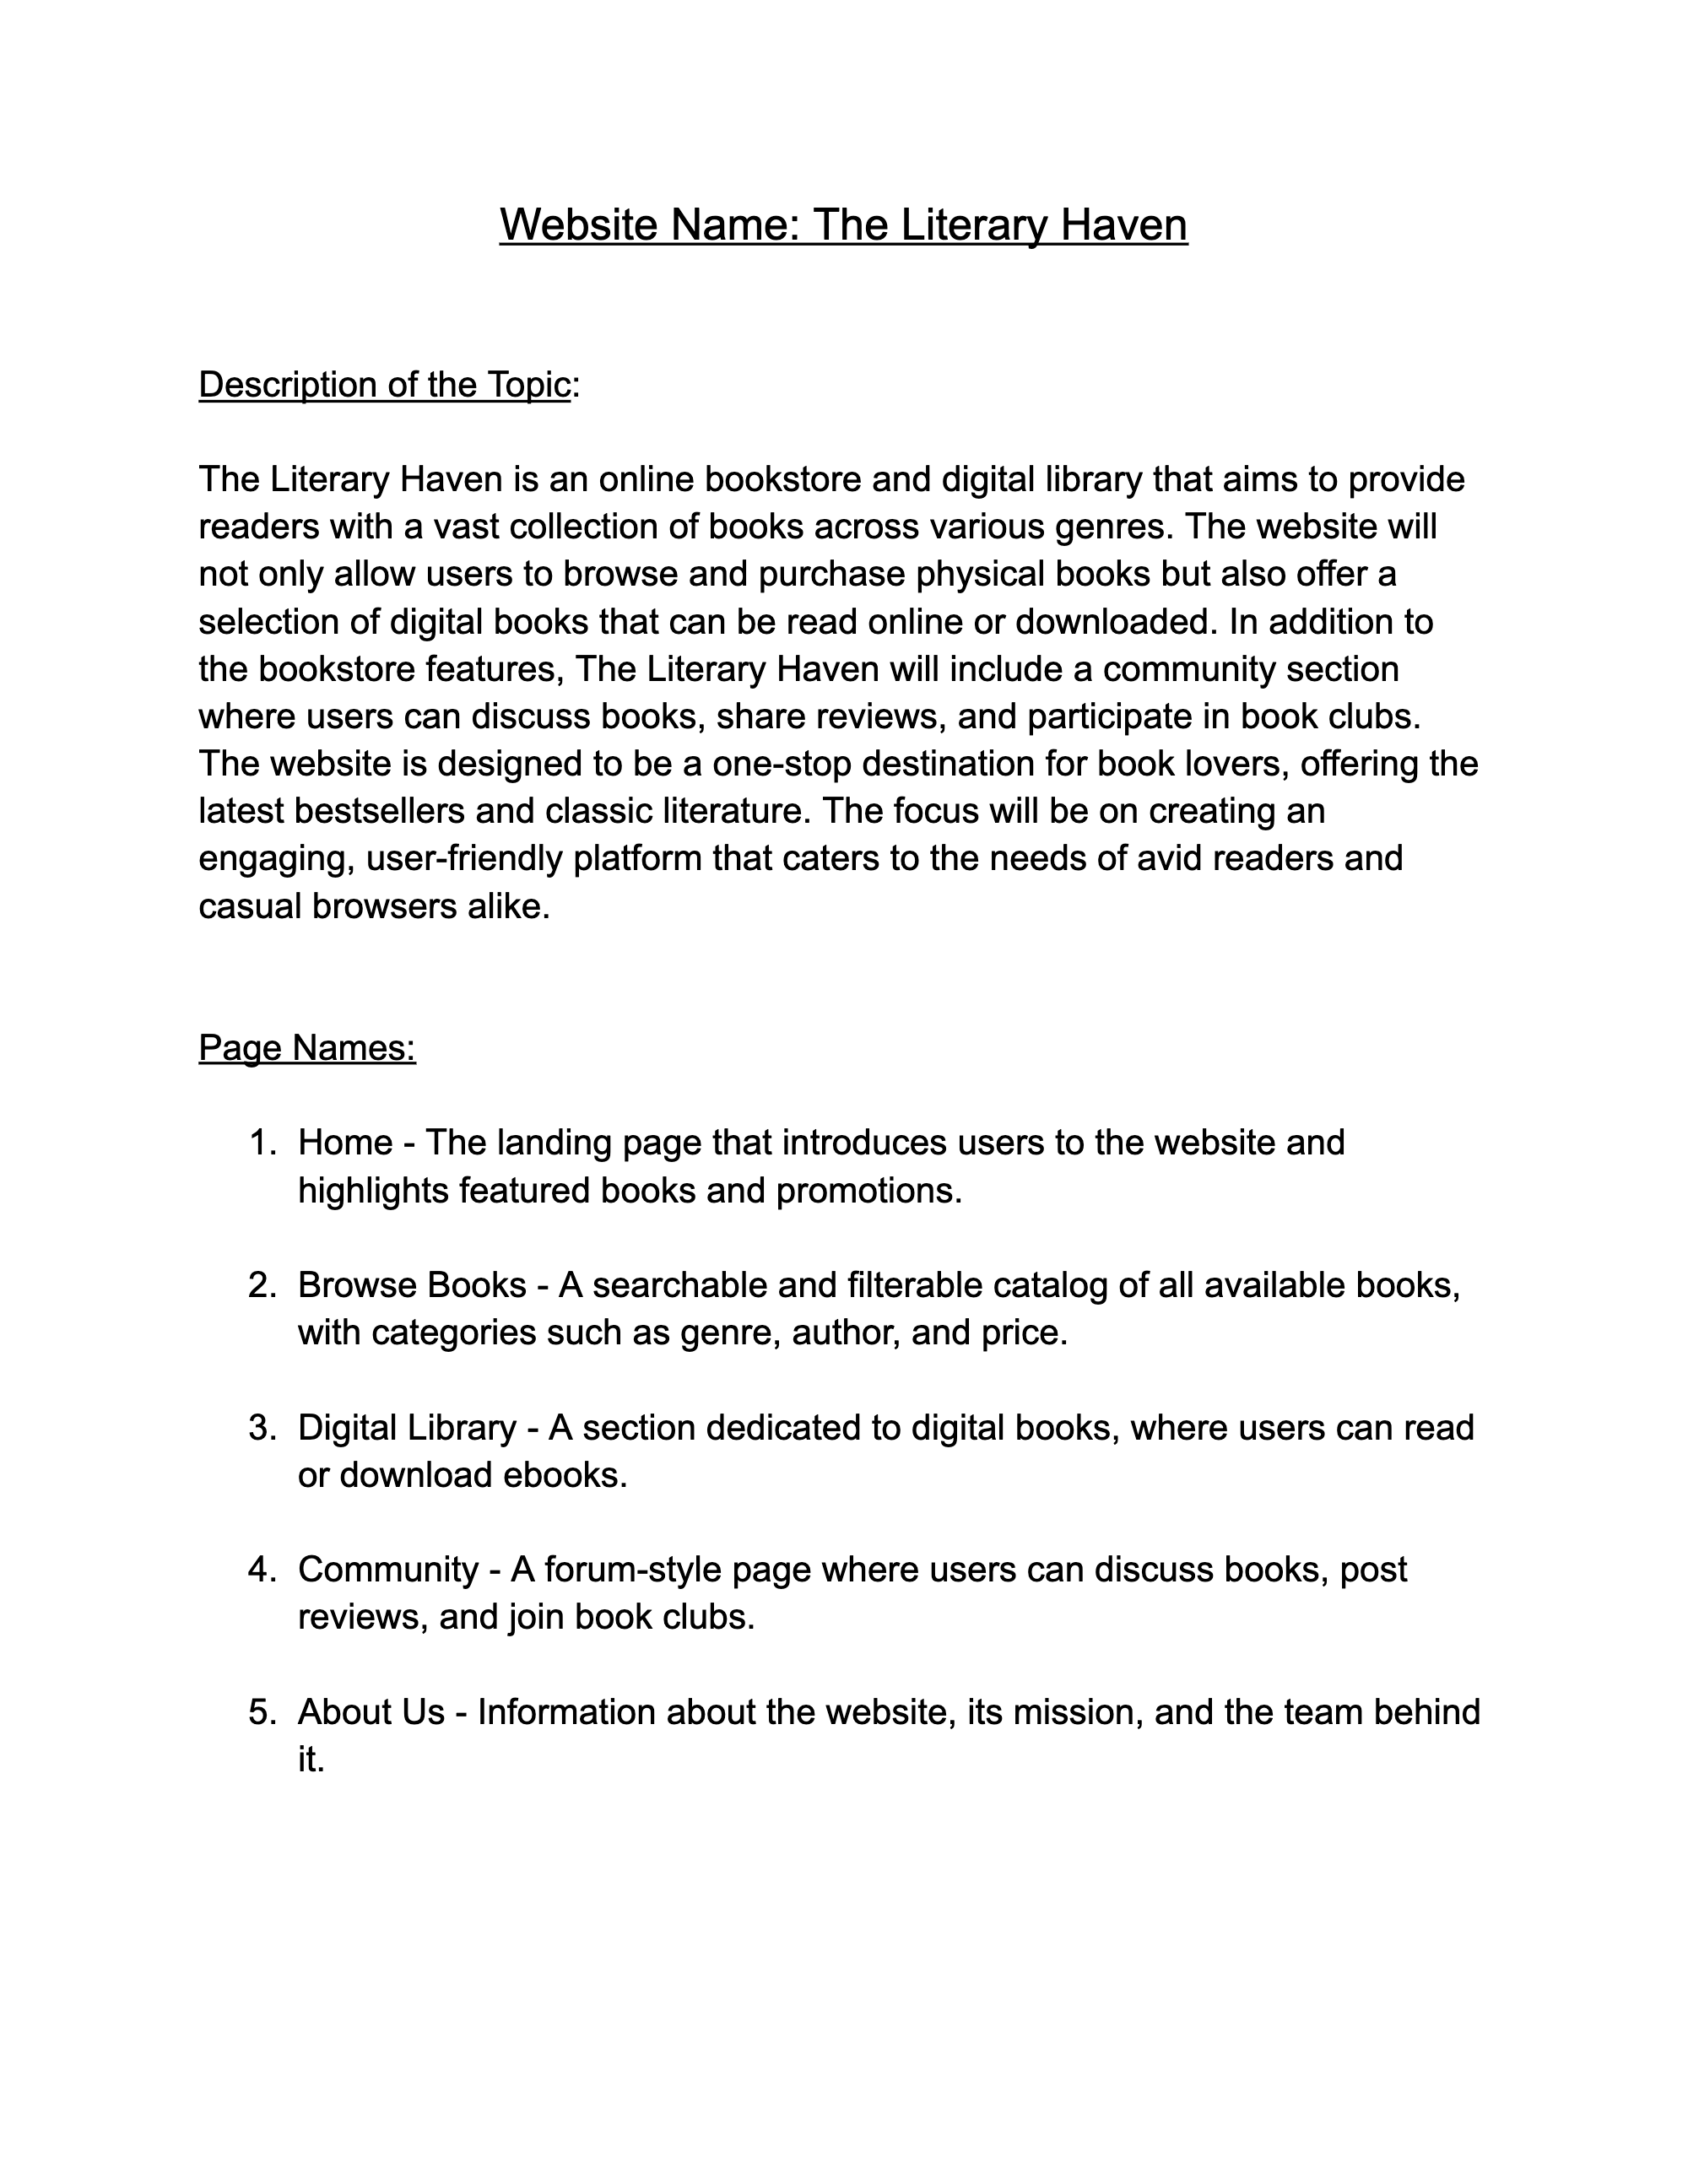 Website Name: The Literary Haven
Description of the Topic:
The Literary Haven is an online bookstore and digital library that aims to provide
readers with a vast collection of books across various genres. The website will
not only allow users to browse and purchase physical books but also offer a
selection of digital books that can be read online or downloaded. In addition to
the bookstore features, The Literary Haven will include a community section
where users can discuss books, share reviews, and participate in book clubs.
The website is designed to be a one-stop destination for book lovers, offering the
latest bestsellers and classic literature. The focus will be on creating an
engaging, user-friendly platform that caters to the needs of avid readers and
casual browsers alike.
Page Names:
1. Home - The landing page that introduces users to the website and
highlights featured books and promotions.
2. Browse Books - A searchable and filterable catalog of all available books,
with categories such as genre, author, and price.
3. Digital Library - A section dedicated to digital books, where users can read
or download ebooks.
4. Community - A forum-style page where users can discuss books, post
reviews, and join book clubs.
5. About Us - Information about the website, its mission, and the team behind
it.